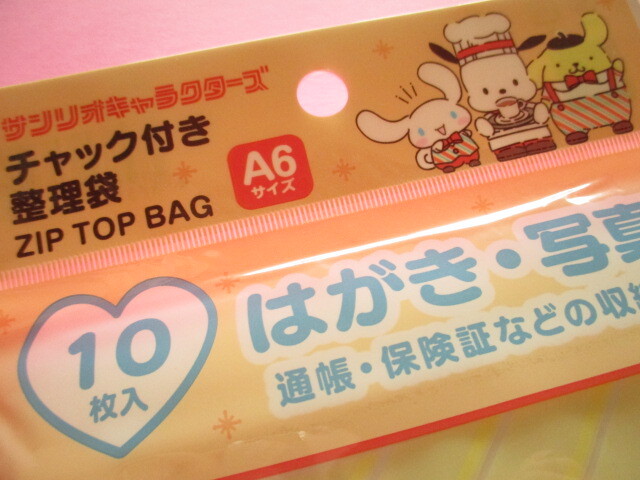 サンリオキャラクターズ
チャック付き
整理袋
ZIP TOP BAG
A6
サイズ
10
枚入
はがき・写真
通帳・保険証などの収納